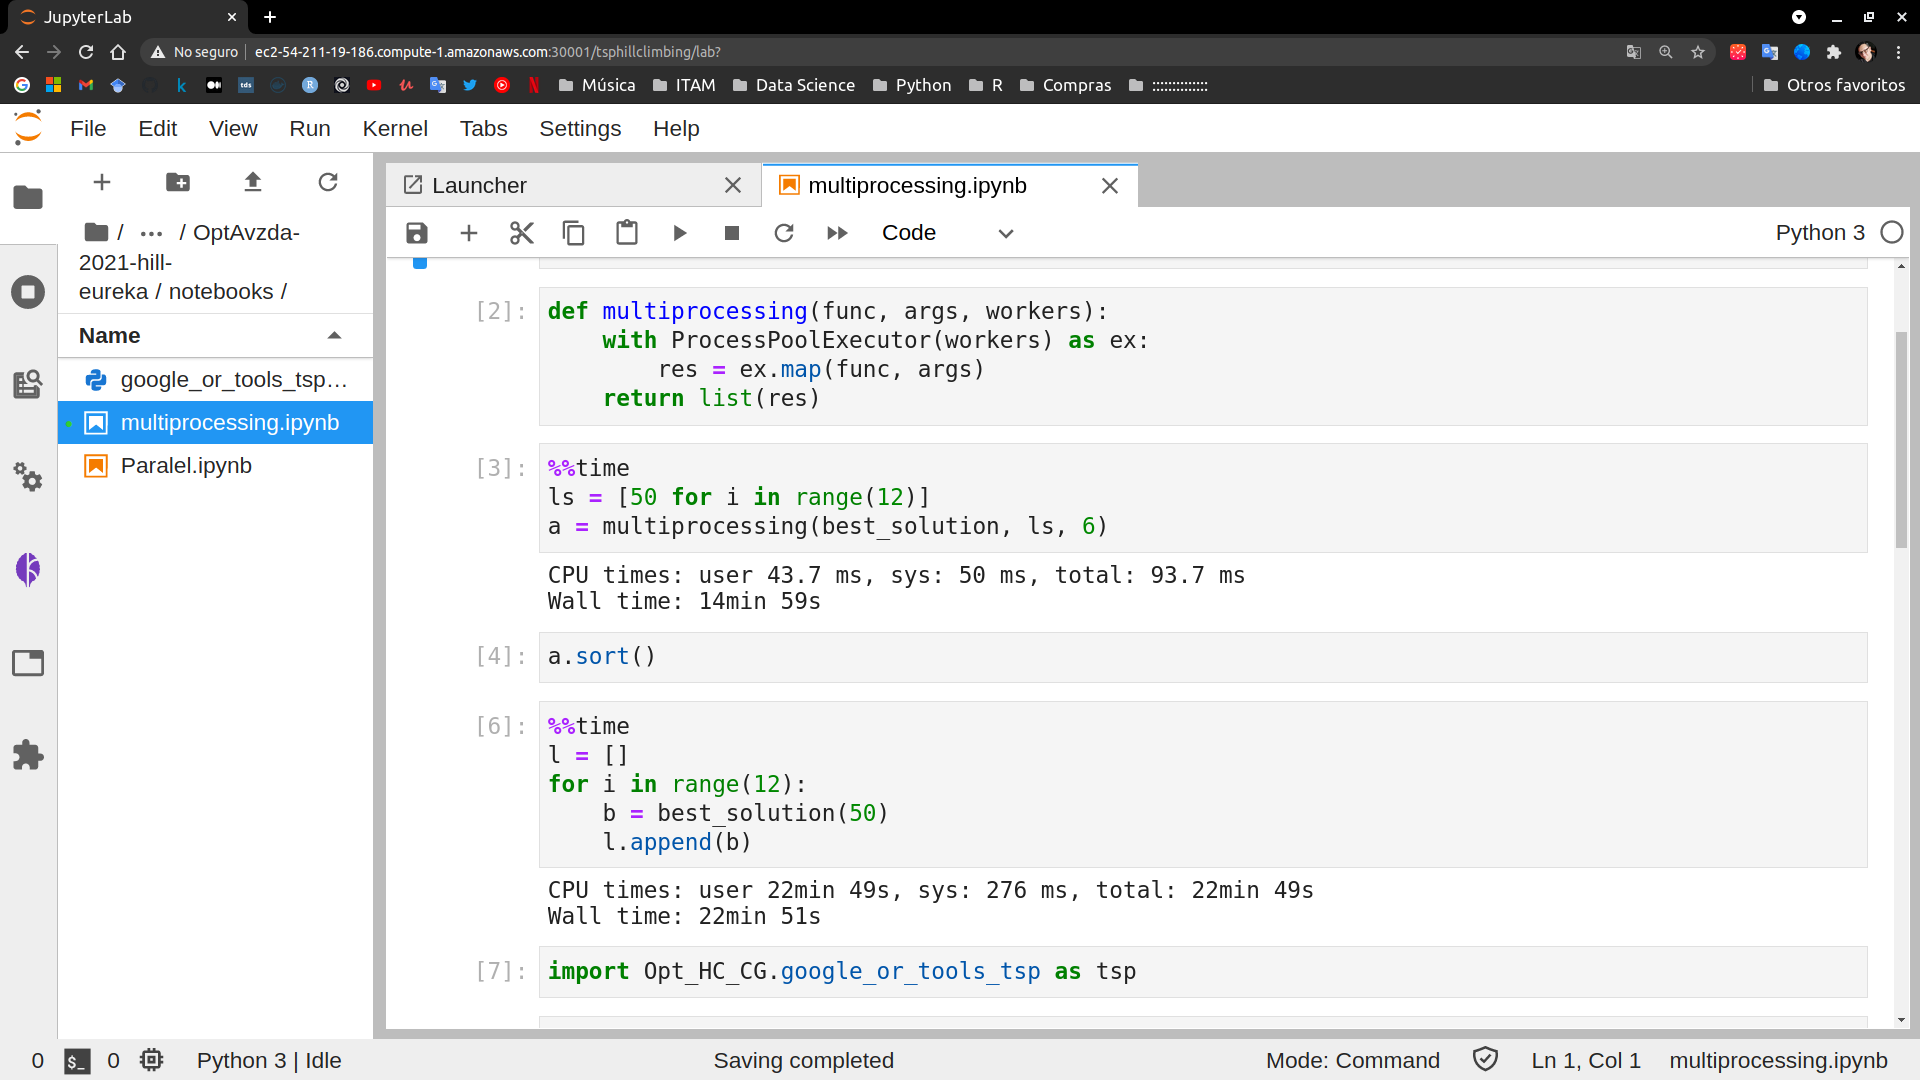 JupyterLab
No seguro
ec2-54-211-19-186.compute-1.amazonaws.com:30001/tsphillclimbing/lab?
Música
ITAM
Data Science
Python
R
Compras
::::::::::::::
Otros favoritos
File Edit View Run Kernel Tabs Settings Help
/ ... / OptAvzda-
2021-hill-
eureka / notebooks /
Name
google_or_tools_tsp…
multiprocessing.ipynb
Paralel.ipynb
Launcher
multiprocessing.ipynb
Code
Python 3
[2]:
def multiprocessing(func, args, workers):
    with ProcessPoolExecutor(workers) as ex:
        res = ex.map(func, args)
    return list(res)
[3]:
%%time
ls = [50 for i in range(12)]
a = multiprocessing(best_solution, ls, 6)
CPU times: user 43.7 ms, sys: 50 ms, total: 93.7 ms
Wall time: 14min 59s
[4]:
a.sort()
[6]:
%%time
l = []
for i in range(12):
    b = best_solution(50)
    l.append(b)
CPU times: user 22min 49s, sys: 276 ms, total: 22min 49s
Wall time: 22min 51s
[7]:
import Opt_HC_CG.google_or_tools_tsp as tsp
0 $_ 0 Python 3 | Idle
Saving completed
Mode: Command
Ln 1, Col 1
multiprocessing.ipynb